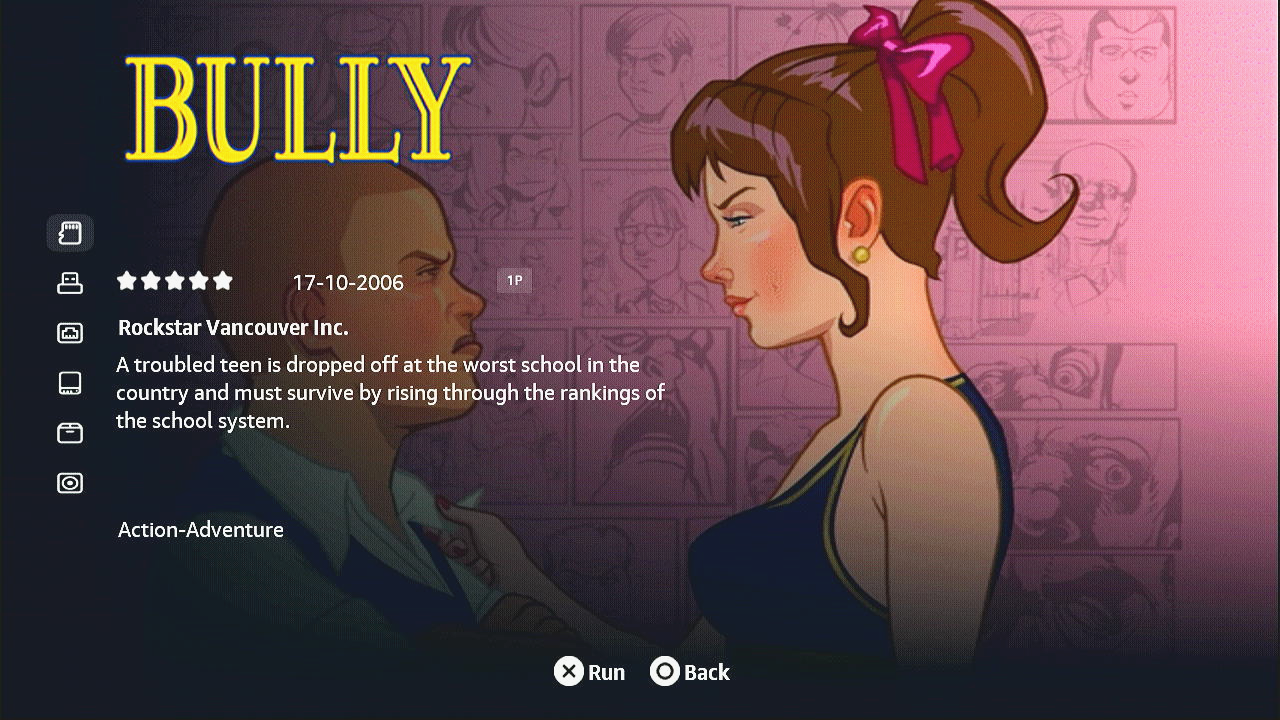 BULLY
17-10-2006
1P
Rockstar Vancouver Inc.
A troubled teen is dropped off at the worst school in the
country and must survive by rising through the rankings of
the school system.
Action-Adventure
Run
Back